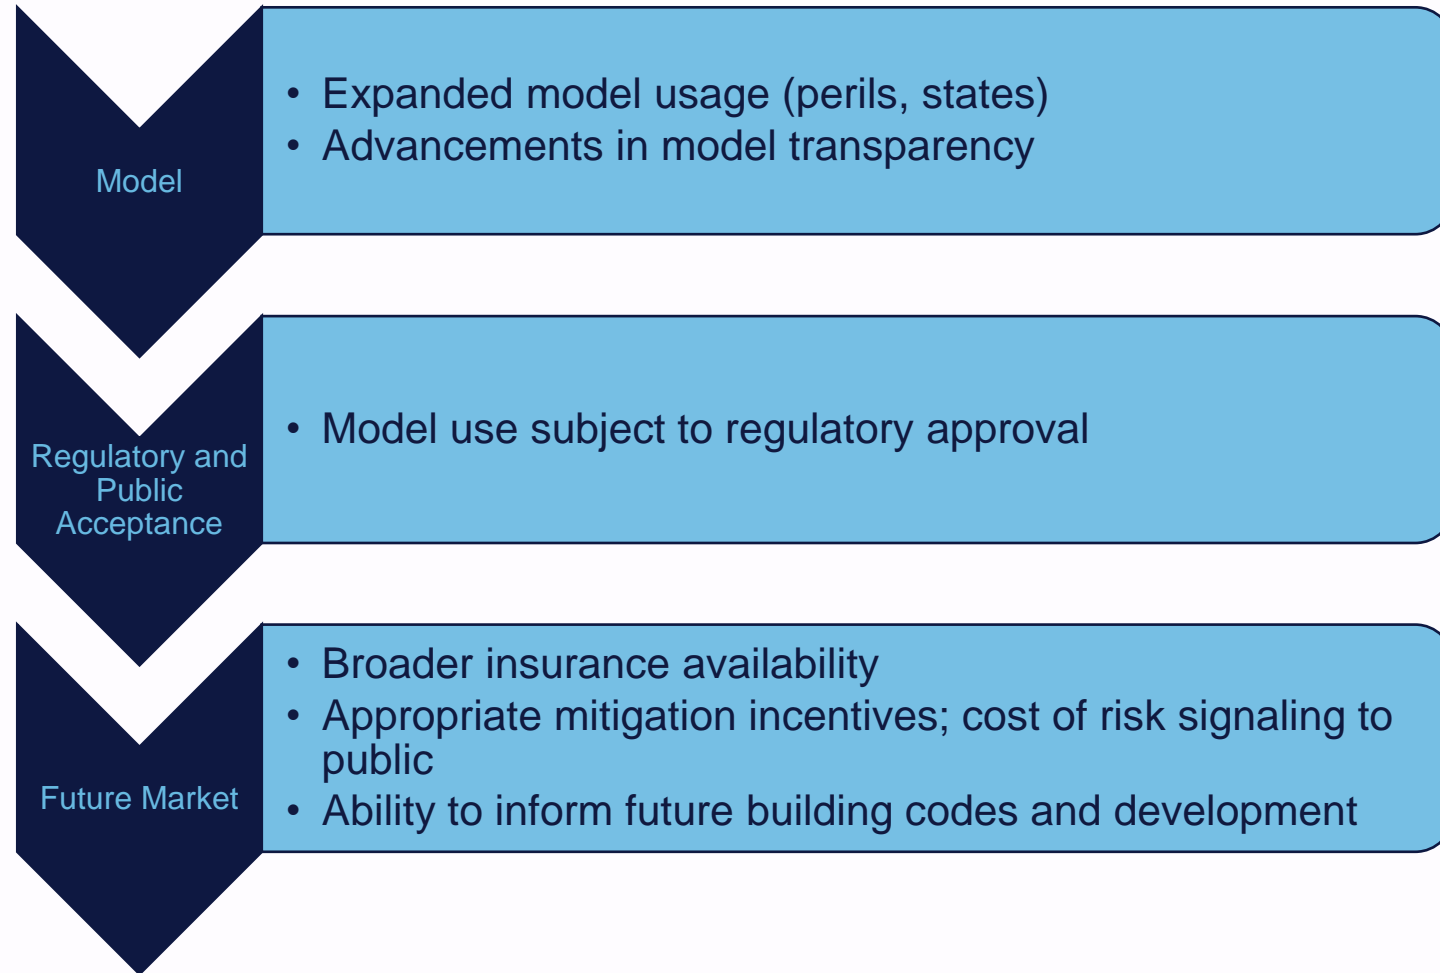 Model
• Expanded model usage (perils, states)
• Advancements in model transparency
Regulatory and
Public
Acceptance
• Model use subject to regulatory approval
Future Market
• Broader insurance availability
• Appropriate mitigation incentives; cost of risk signaling to
public
• Ability to inform future building codes and development